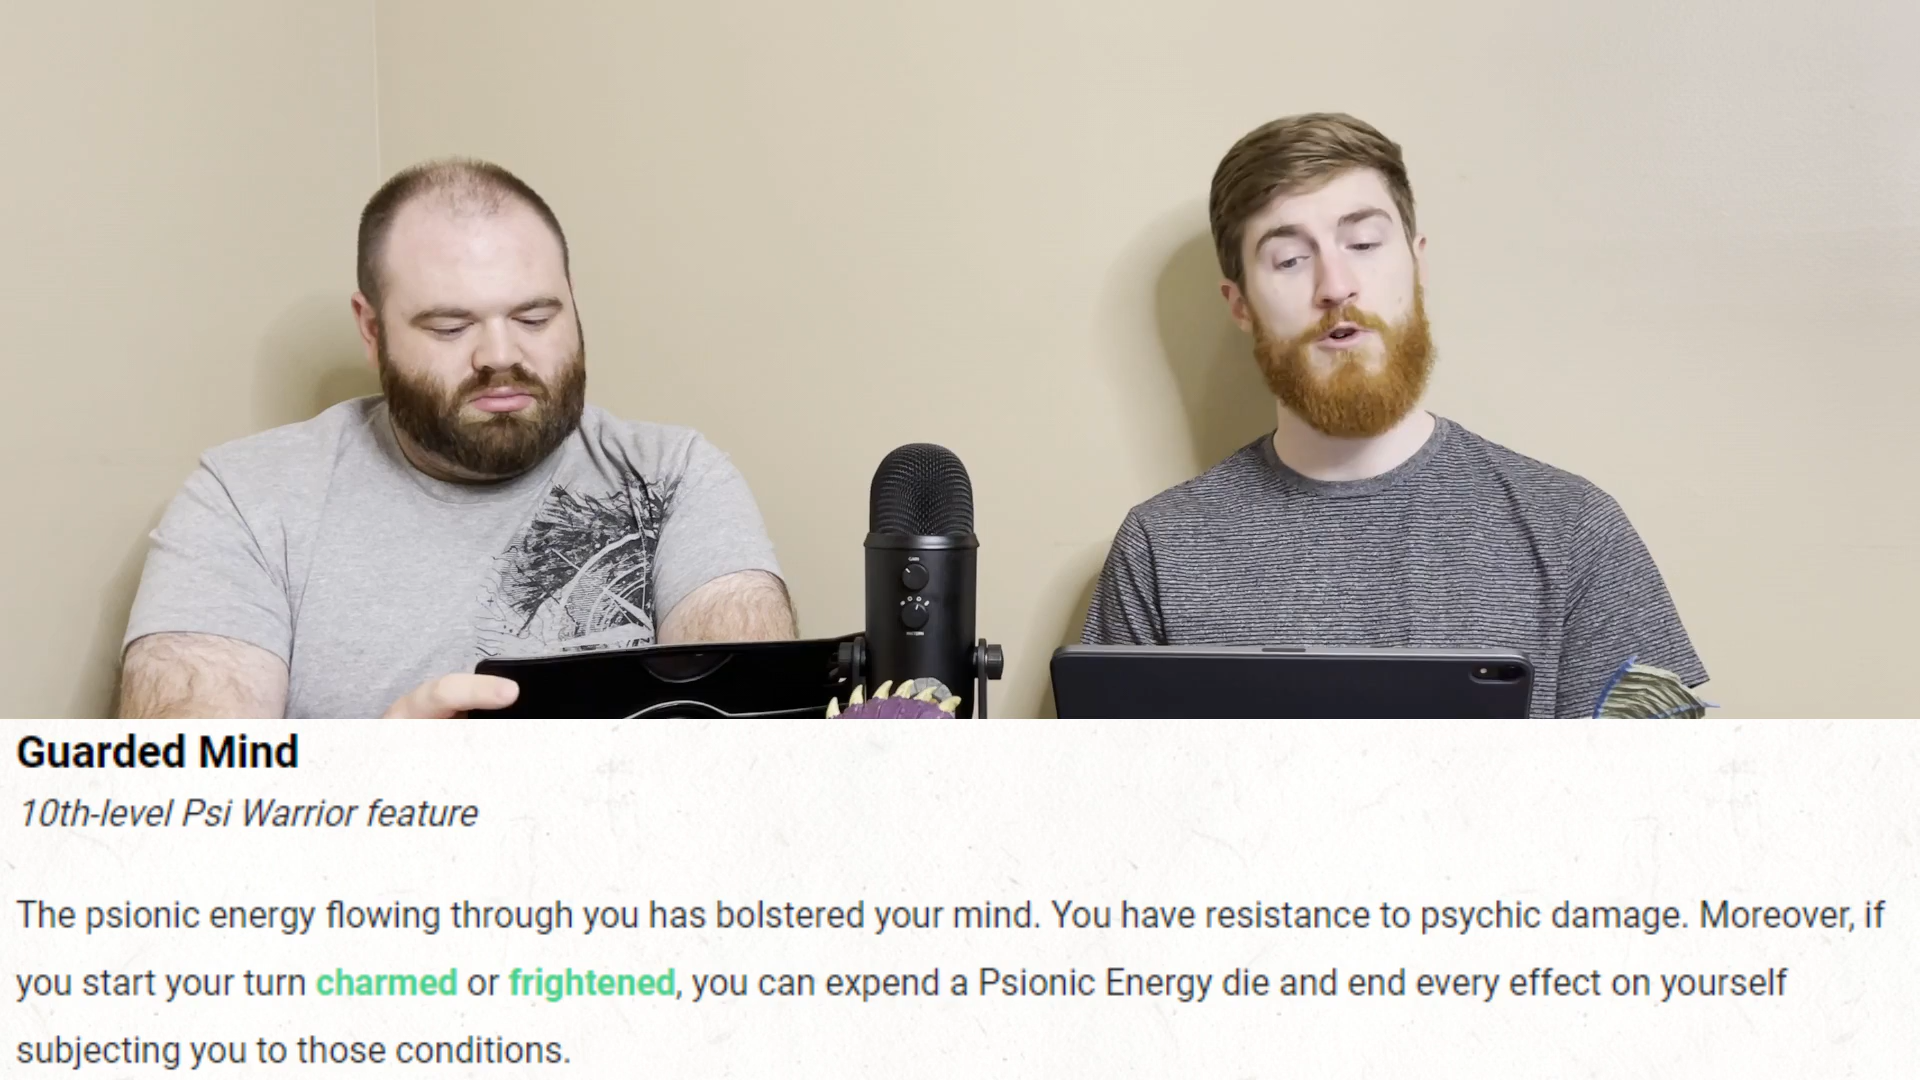 Guarded Mind
10th-level Psi Warrior feature
The psionic energy flowing through you has bolstered your mind. You have resistance to psychic damage. Moreover, if
you start your turn charmed or frightened, you can expend a Psionic Energy die and end every effect on yourself
subjecting you to those conditions.